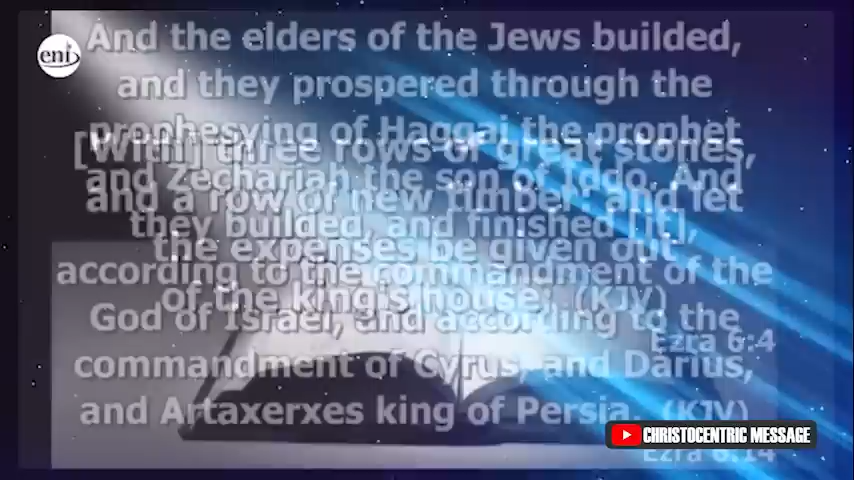 eni
And the elders of the Jews builded,
and they prospered through the
prophesying of Haggai the prophet
and Zechariah the son of Iddo. And
they builded, and finished [it],
according to the commandment of the
God of Israel, and according to the
commandment of Cyrus, and Darius,
and Artaxerxes king of Persia. (KJV)
Ezra 6:14
[With] three rows of great stones,
and a row of new timber: and let
the expenses be given out
of the king's house: (KJV)
Ezra 6:4
CHRISTOCENTRIC MESSAGE